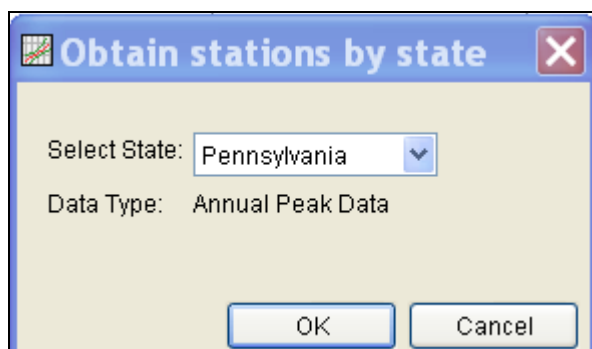 Obtain stations by state
Select State: Pennsylvania
Data Type: Annual Peak Data
OK Cancel